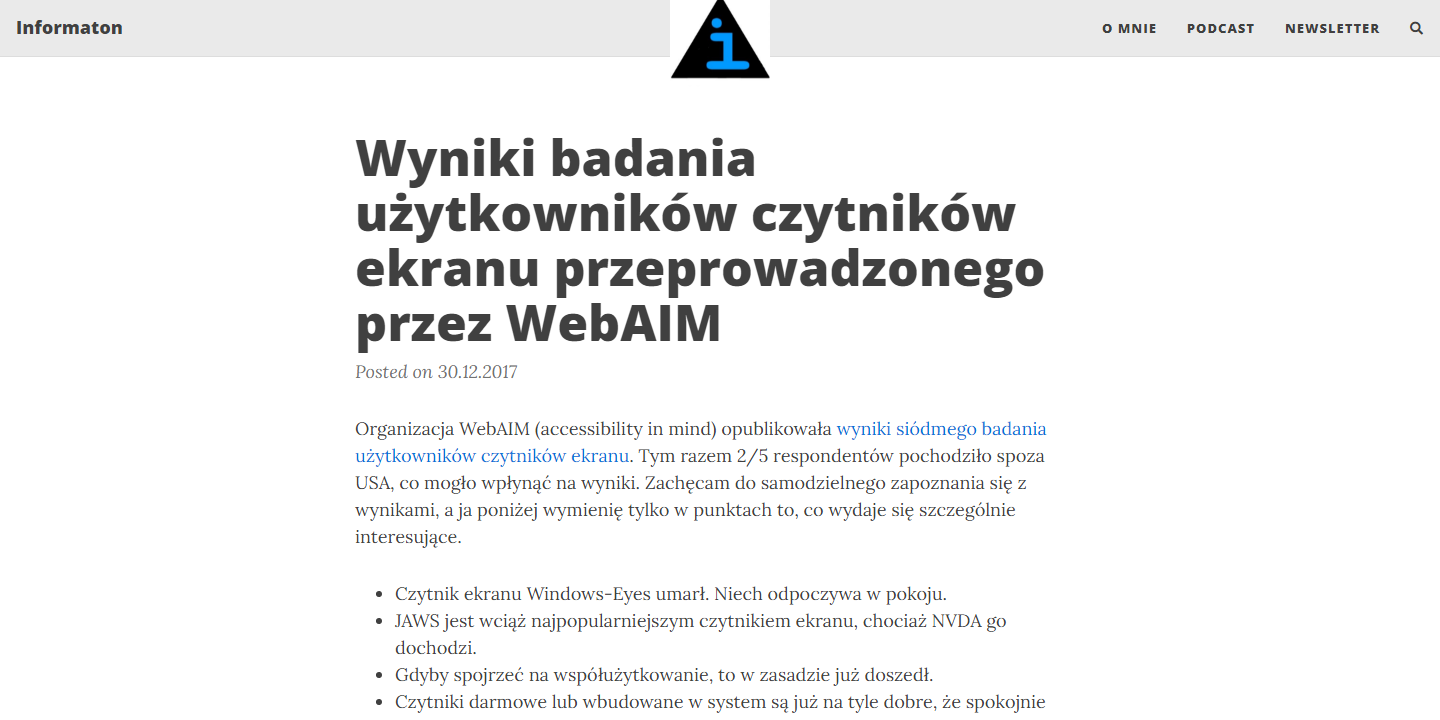 Informaton
i
O MNIE
PODCAST
NEWSLETTER
Wyniki badania
użytkowników czytników
ekranu przeprowadzonego
przez WebAIM
Posted on 30.12.2017
Organizacja WebAIM (accessibility in mind) opublikowała wyniki siódmego badania
użytkowników czytników ekranu. Tym razem 2/5 respondentów pochodziło spoza
USA, co mogło wpłynąć na wyniki. Zachęcam do samodzielnego zapoznania się z
wynikami, a ja poniżej wymienię tylko w punktach to, co wydaje się szczególnie
interesujące.
• Czytnik ekranu Windows-Eyes umarł. Niech odpoczywa w pokoju.
• JAWS jest wciąż najpopularniejszym czytnikiem ekranu, chociaż NVDA go
dochodzi.
• Gdyby spojrzeć na współużytkowanie, to w zasadzie już doszedł.
• Czytniki darmowe lub wbudowane w system są już na tyle dobre, że spokojnie